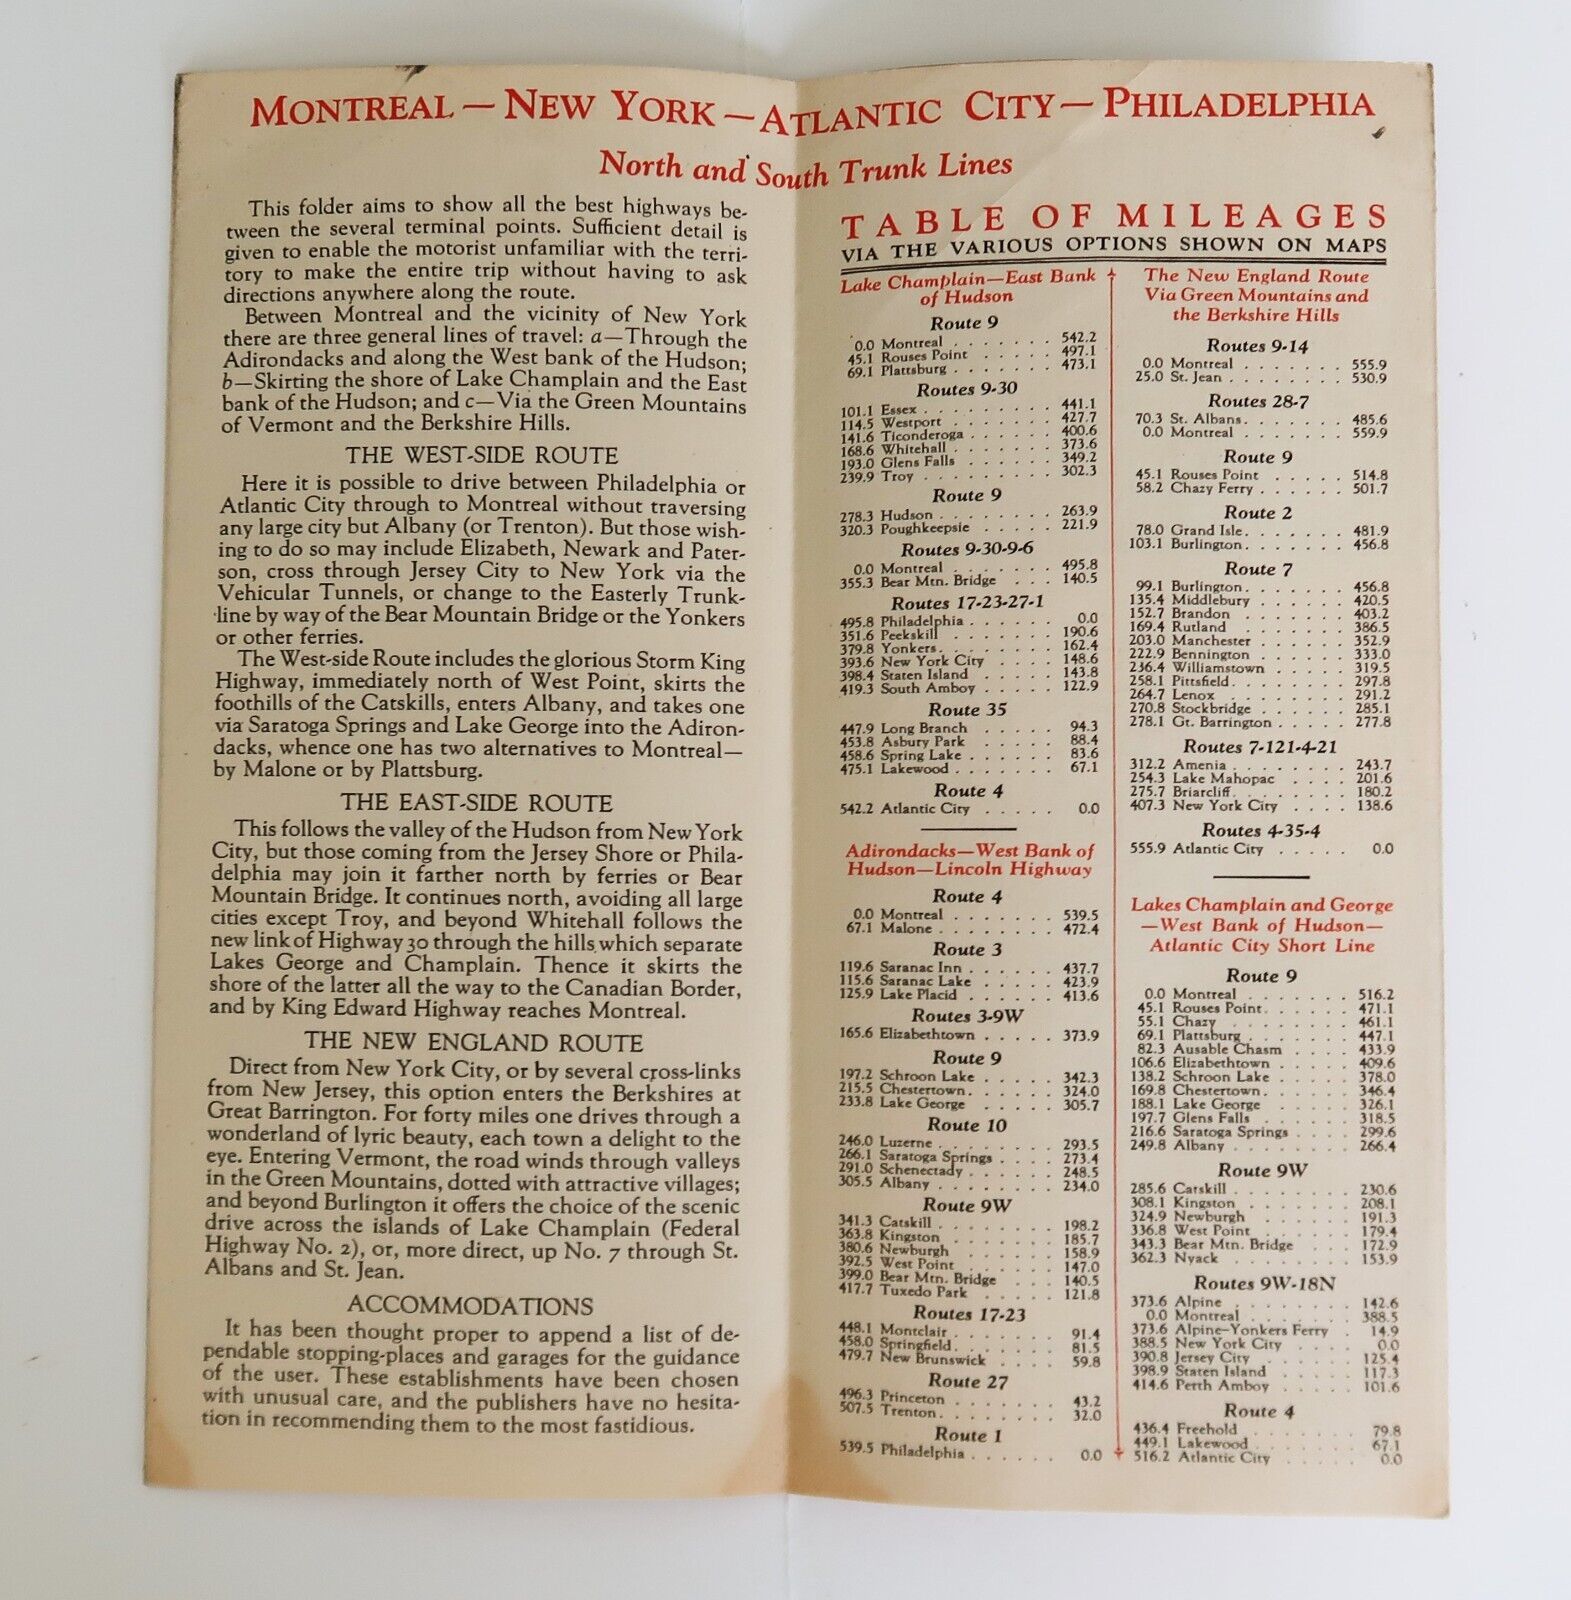 MONTREAL — NEW YORK — ATLANTIC CITY — PHILADELPHIA
North and South Trunk Lines
This folder aims to show all the best highways be-
tween the several terminal points. Sufficient detail is
given to enable the motorist unfamiliar with the terri-
tory to make the entire trip without having to ask
directions anywhere along the route.
Between Montreal and the vicinity of New York
there are three general lines of travel: a—Through the
Adirondacks and along the West bank of the Hudson;
b—Skirting the shore of Lake Champlain and the East
bank of the Hudson; and c—Via the Green Mountains
of Vermont and the Berkshire Hills.
THE WEST-SIDE ROUTE
Here it is possible to drive between Philadelphia or
Atlantic City through to Montreal without traversing
any large city but Albany (or Trenton). But those wish-
ing to do so may include Elizabeth, Newark and Pater-
son, cross through Jersey City to New York via the
Vehicular Tunnels, or change to the Easterly Trunk-
line by way of the Bear Mountain Bridge or the Yonkers
or other ferries.
The West-side Route includes the glorious Storm King
Highway, immediately north of West Point, skirts the
foothills of the Catskills, enters Albany, and takes one
via Saratoga Springs and Lake George into the Adiron-
dacks, whence one has two alternatives to Montreal—
by Malone or by Plattsburg.
THE EAST-SIDE ROUTE
This follows the valley of the Hudson from New York
City, but those coming from the Jersey Shore or Phila-
delphia may join it farther north by ferries or Bear
Mountain Bridge. It continues north, avoiding all large
cities except Troy, and beyond Whitehall follows the
new link of Highway 30 through the hills which separate
Lakes George and Champlain. Thence it skirts the
shore of the latter all the way to the Canadian Border,
and by King Edward Highway reaches Montreal.
THE NEW ENGLAND ROUTE
Direct from New York City, or by several cross-links
from New Jersey, this option enters the Berkshires at
Great Barrington. For forty miles one drives through a
wonderland of lyric beauty, each town a delight to the
eye. Entering Vermont, the road winds through valleys
in the Green Mountains, dotted with attractive villages;
and beyond Burlington it offers the choice of the scenic
drive across the islands of Lake Champlain (Federal
Highway No. 2), or, more direct, up No. 7 through St.
Albans and St. Jean.
ACCOMMODATIONS
It has been thought proper to append a list of de-
pendable stopping-places and garages for the guidance
of the user. These establishments have been chosen
with unusual care, and the publishers have no hesita-
tion in recommending them to the most fastidious.
TABLE OF MILEAGES
VIA THE VARIOUS OPTIONS SHOWN ON MAPS
Lake Champlain—East Bank
of Hudson
Route 9
0.0 Montreal . . . . . . . 542.2
45.1 Rouses Point . . . . . 497.1
69.1 Plattsburg . . . . . . . 473.1
Routes 9-30
101.1 Essex . . . . . . . . . 441.1
114.5 Westport . . . . . . . . 427.7
141.6 Ticonderoga . . . . . . 400.6
168.6 Whitehall . . . . . . . 373.6
193.0 Glens Falls . . . . . . 349.2
239.9 Troy . . . . . . . . . . 302.3
Route 9
278.3 Hudson . . . . . . . . 263.9
320.3 Poughkeepsie . . . . . 221.9
Routes 9-30-9-6
0.0 Montreal . . . . . . . 495.8
355.3 Bear Mtn. Bridge . . . 140.5
Routes 17-23-27-1
495.8 Philadelphia . . . . . . 0.0
351.6 Peekskill . . . . . . . 190.6
379.8 Yonkers . . . . . . . . 162.4
393.6 New York City . . . . 148.6
398.4 Staten Island . . . . . 143.8
419.3 South Amboy . . . . . 122.9
Route 35
447.9 Long Branch . . . . . 94.3
453.8 Asbury Park . . . . . 88.4
458.6 Spring Lake . . . . . . 83.6
475.1 Lakewood . . . . . . . 67.1
Route 4
542.2 Atlantic City . . . . . 0.0
Adirondacks—West Bank of
Hudson—Lincoln Highway
Route 4
0.0 Montreal . . . . . . . 539.5
67.1 Malone . . . . . . . . 472.4
Route 3
119.6 Saranac Inn . . . . . . 437.7
115.6 Saranac Lake . . . . . 423.9
125.9 Lake Placid . . . . . . 413.6
Routes 3-9W
165.6 Elizabethtown . . . . . 373.9
Route 9
197.2 Schroon Lake . . . . . 342.3
215.5 Chestertown . . . . . . 324.0
233.8 Lake George . . . . . 305.7
Route 10
246.0 Luzerne . . . . . . . . 293.5
266.1 Saratoga Springs . . . . 273.4
291.0 Schenectady . . . . . . 248.5
305.5 Albany . . . . . . . . 234.0
Route 9W
341.3 Catskill . . . . . . . . 198.2
363.8 Kingston . . . . . . . 185.7
380.6 Newburgh . . . . . . . 158.9
392.5 West Point . . . . . . 147.0
399.0 Bear Mtn. Bridge . . . 140.5
417.7 Tuxedo Park . . . . . 121.8
Routes 17-23
448.1 Montclair . . . . . . . 91.4
458.0 Springfield . . . . . . . 81.5
479.7 New Brunswick . . . . 59.8
Route 27
496.3 Princeton . . . . . . . 43.2
507.5 Trenton . . . . . . . . 32.0
Route 1
539.5 Philadelphia . . . . . . 0.0
The New England Route
Via Green Mountains and
the Berkshire Hills
Routes 9-14
0.0 Montreal . . . . . . . 555.9
25.0 St. Jean . . . . . . . . 530.9
Routes 28-7
70.3 St. Albans . . . . . . . 485.6
0.0 Montreal . . . . . . . 559.9
Route 9
45.1 Rouses Point . . . . . 514.8
58.2 Chazy Ferry . . . . . . 501.7
Route 2
78.0 Grand Isle . . . . . . . 481.9
103.1 Burlington . . . . . . . 456.8
Route 7
99.1 Burlington . . . . . . . 456.8
135.4 Middlebury . . . . . . 420.5
152.7 Brandon . . . . . . . 403.2
169.4 Rutland . . . . . . . 386.5
203.0 Manchester . . . . . . 352.9
222.9 Bennington . . . . . . 333.0
236.4 Williamstown . . . . . 319.5
258.1 Pittsfield . . . . . . . . 297.8
264.7 Lenox . . . . . . . . 291.2
270.8 Stockbridge . . . . . . 285.1
278.1 Gt. Barrington . . . . . 277.8
Routes 7-121-4-21
312.2 Amenia . . . . . . . . 243.7
254.3 Lake Mahopac . . . . 201.6
275.7 Briarcliff . . . . . . . . 180.2
407.3 New York City . . . . 138.6
Routes 4-35-4
555.9 Atlantic City . . . . . 0.0
Lakes Champlain and George
—West Bank of Hudson—
Atlantic City Short Line
Route 9
0.0 Montreal . . . . . . . 516.2
45.1 Rouses Point . . . . . . 471.1
55.1 Chazy . . . . . . . . 461.1
69.1 Plattsburg . . . . . . . 447.1
82.3 Ausable Chasm . . . . 433.9
106.6 Elizabethtown . . . . . 409.6
138.2 Schroon Lake . . . . . 378.0
169.8 Chestertown . . . . . . 346.4
188.1 Lake George . . . . . 326.1
197.7 Glens Falls . . . . . . 318.5
216.6 Saratoga Springs . . . . 299.6
249.8 Albany . . . . . . . . 266.4
Route 9W
285.6 Catskill . . . . . . . . 230.6
308.1 Kingston . . . . . . . 208.1
324.9 Newburgh . . . . . . 191.3
336.8 West Point . . . . . . 179.4
343.3 Bear Mtn. Bridge . . . 172.9
362.3 Nyack . . . . . . . . 153.9
Routes 9W-18N
373.6 Alpine . . . . . . . . 142.6
0.0 Montreal . . . . . . . 388.5
373.6 Alpine-Yonkers Ferry . 14.9
388.5 New York City . . . . 0.0
390.8 Jersey City . . . . . . 125.4
398.9 Staten Island . . . . . 117.3
414.6 Perth Amboy . . . . . 101.6
Route 4
436.4 Freehold . . . . . . . 79.8
449.1 Lakewood . . . . . . . 67.1
516.2 Atlantic City . . . . . 0.0